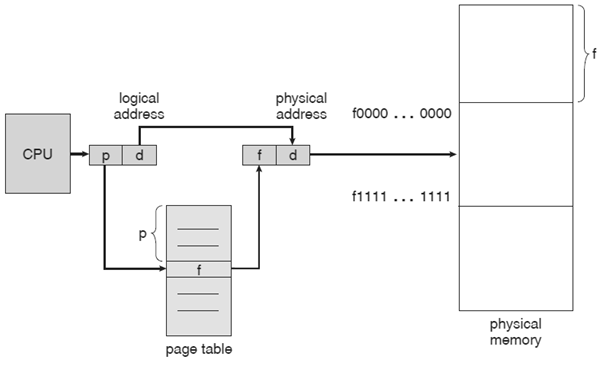 logical
address
physical
address
f
f0000 ... 0000
CPU
p
d
f
d
f1111 ... 1111
p
f
physical
memory
page table